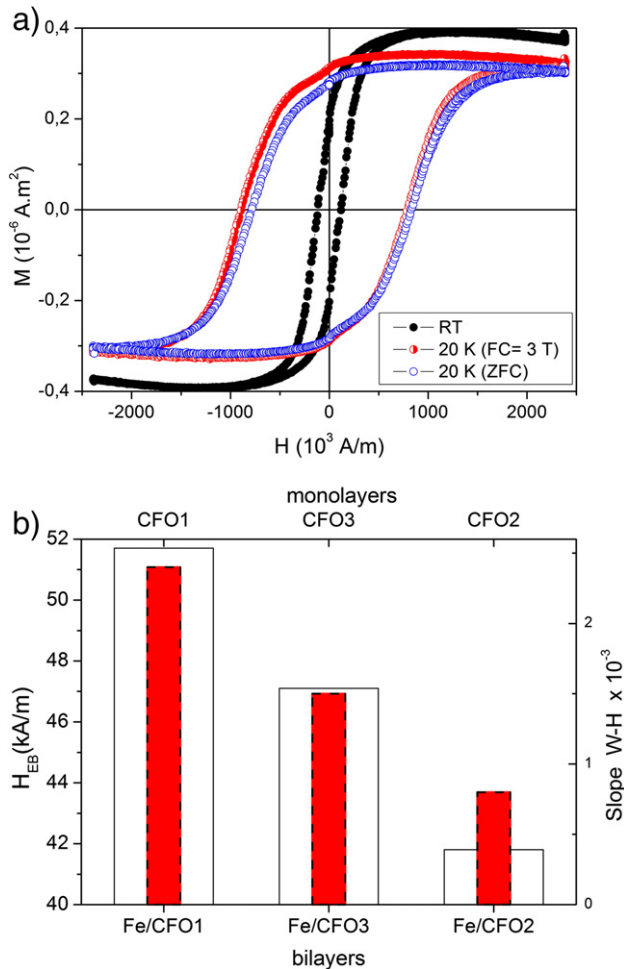 a)
0,4
0,2
0,0
-0,2
-0,4
M (10⁻⁶ A.m²)
RT
20 K (FC= 3 T)
20 K (ZFC)
-2000 -1000 0 1000 2000
H (10³ A/m)
b)
monolayers
CFO1 CFO3 CFO2
52
50
48
46
44
42
40
H_EB(kA/m)
2
1
0
Slope W-H x 10⁻³
Fe/CFO1 Fe/CFO3 Fe/CFO2
bilayers